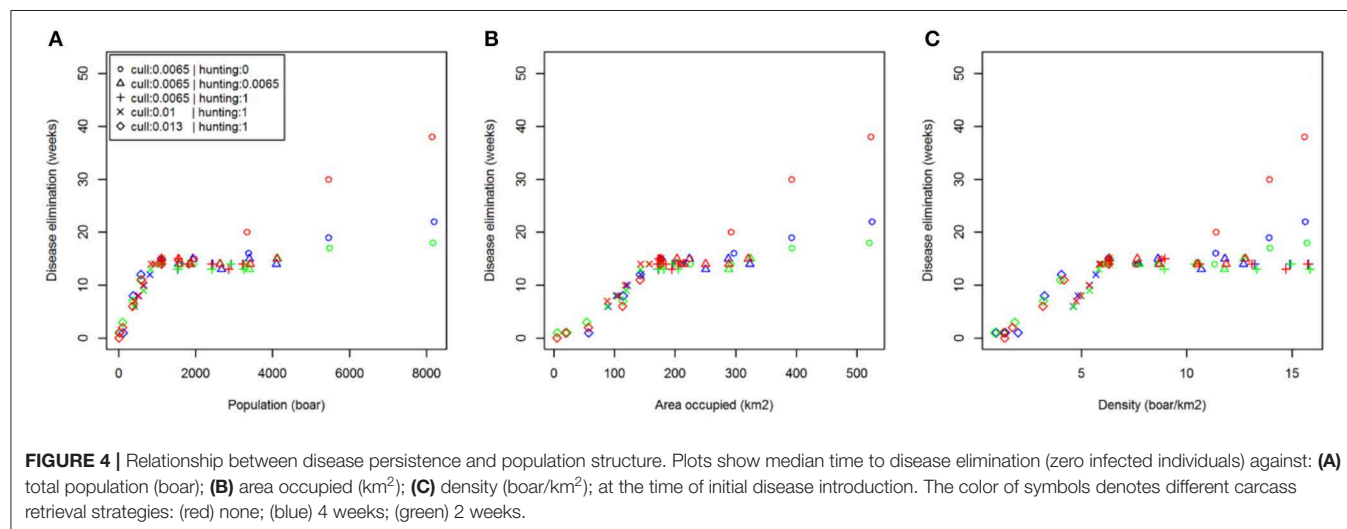 A
B
C
cull:0.0065 | hunting:0
cull:0.0065 | hunting:0.0065
cull:0.0065 | hunting:1
cull:0.01 | hunting:1
cull:0.013 | hunting:1
Disease elimination (weeks)
0 10 20 30 40 50
0 2000 4000 6000 8000
Population (boar)
Disease elimination (weeks)
0 10 20 30 40 50
0 100 200 300 400 500
Area occupied (km2)
Disease elimination (weeks)
0 10 20 30 40 50
5 10 15
Density (boar/km2)
FIGURE 4 | Relationship between disease persistence and population structure. Plots show median time to disease elimination (zero infected individuals) against: (A)
total population (boar); (B) area occupied (km²); (C) density (boar/km²); at the time of initial disease introduction. The color of symbols denotes different carcass
retrieval strategies: (red) none; (blue) 4 weeks; (green) 2 weeks.